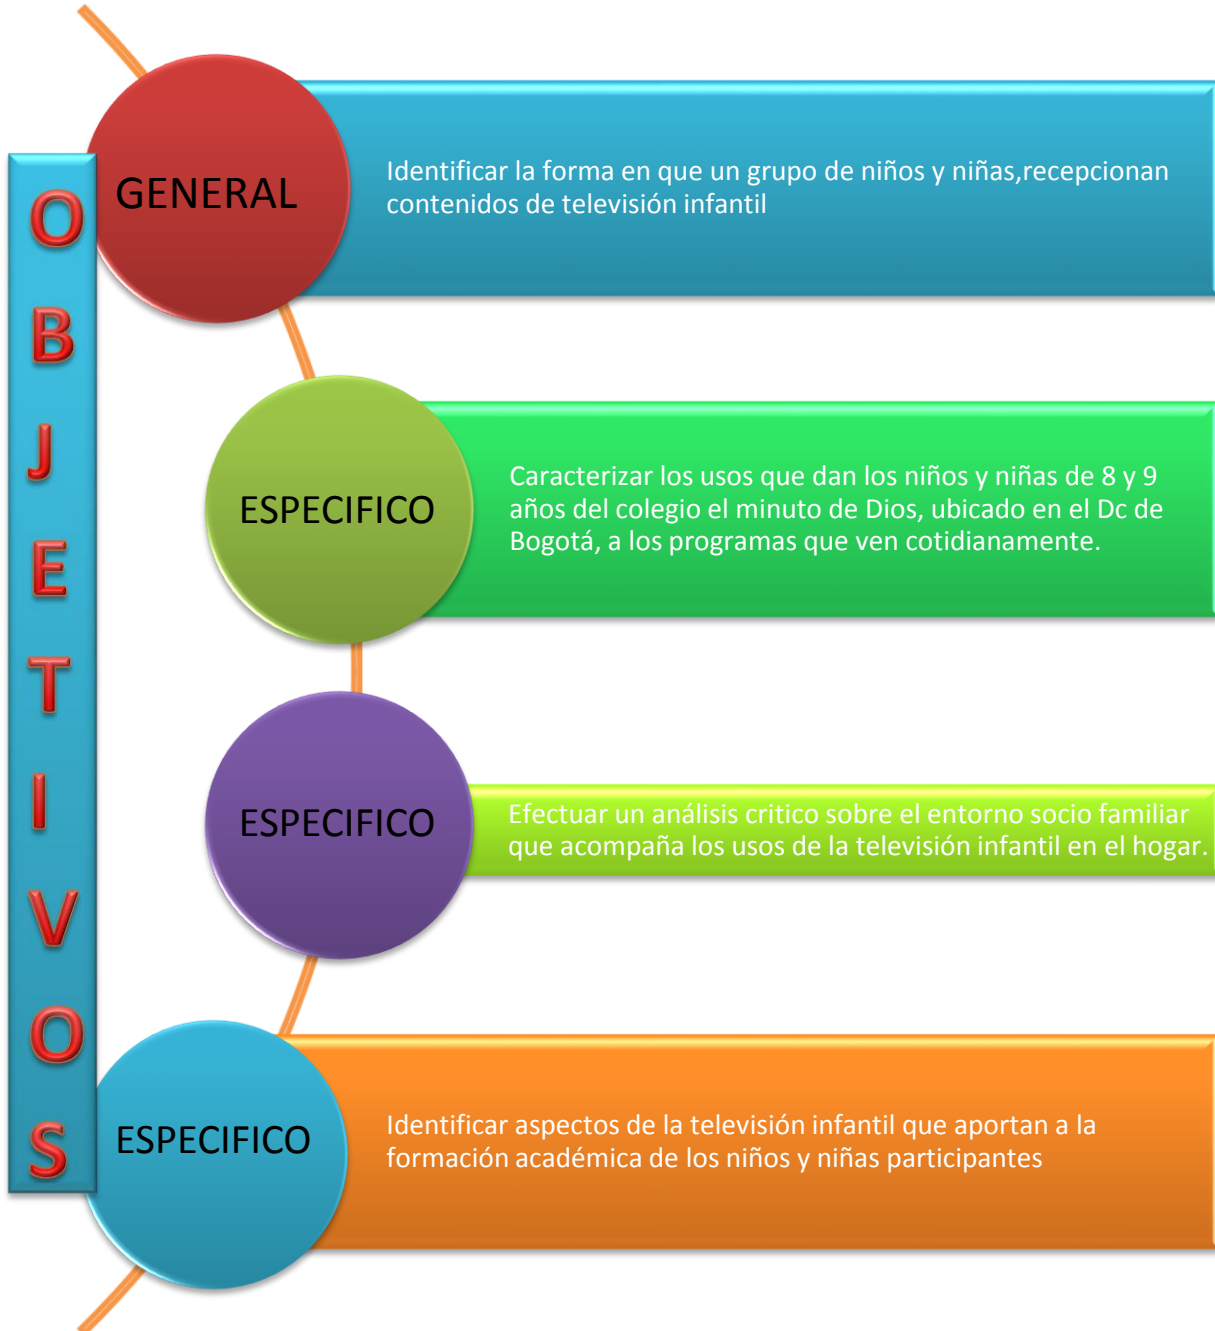 OBJETIVOS
GENERAL
Identificar la forma en que un grupo de niños y niñas,recepcionan
contenidos de televisión infantil
ESPECIFICO
Caracterizar los usos que dan los niños y niñas de 8 y 9
años del colegio el minuto de Dios, ubicado en el Dc de
Bogotá, a los programas que ven cotidianamente.
ESPECIFICO
Efectuar un análisis critico sobre el entorno socio familiar
que acompaña los usos de la televisión infantil en el hogar.
ESPECIFICO
Identificar aspectos de la televisión infantil que aportan a la
formación académica de los niños y niñas participantes